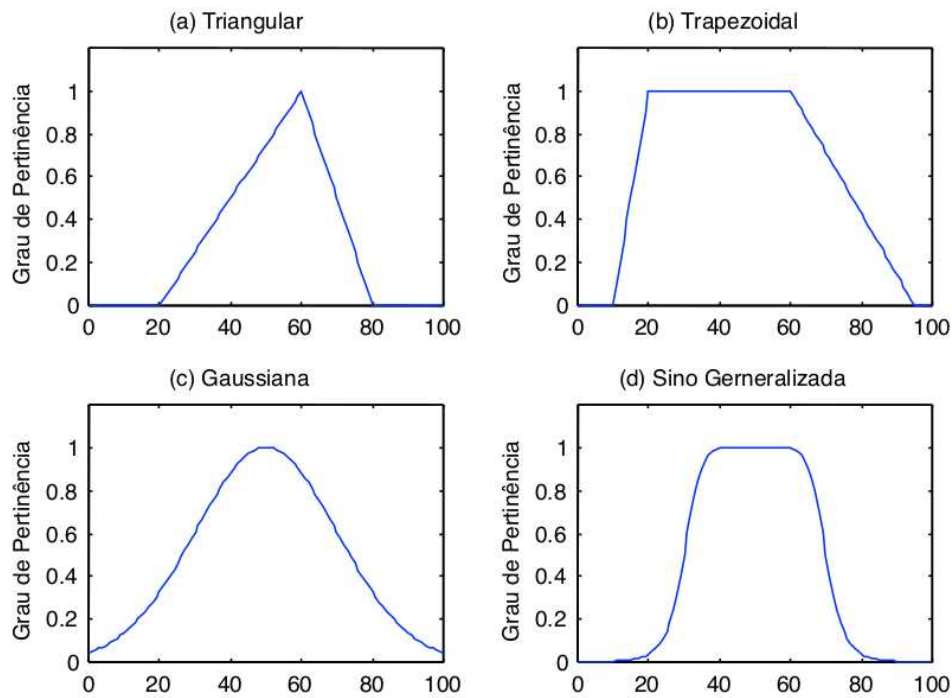 (a) Triangular
Grau de Pertinência
1
0.8
0.6
0.4
0.2
0
0 20 40 60 80 100
(b) Trapezoidal
Grau de Pertinência
1
0.8
0.6
0.4
0.2
0
0 20 40 60 80 100
(c) Gaussiana
Grau de Pertinência
1
0.8
0.6
0.4
0.2
0
0 20 40 60 80 100
(d) Sino Gerneralizada
Grau de Pertinência
1
0.8
0.6
0.4
0.2
0
0 20 40 60 80 100